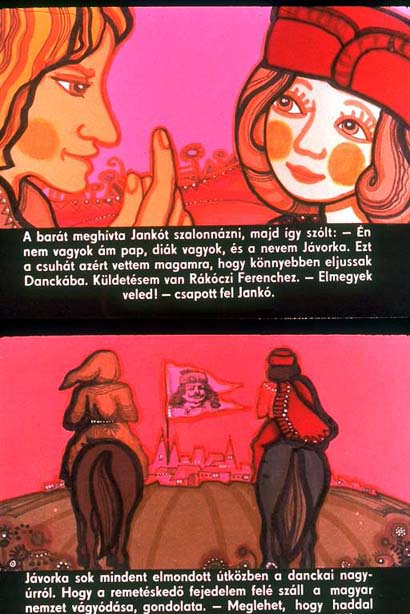 A barát meghívta Jankót szalonnázni, majd így szólt: — Én
nem vagyok ám pap, diák vagyok, és a nevem Jávorka. Ezt
a csuhát azért vettem magamra, hogy könnyebben eljussak
Danckába. Küldetésem van Rákóczi Ferenchez. — Elmegyek
veled! — csapott fel Jankó.
Jávorka sok mindent elmondott útközben a danckai nagy-
úrról. Hogy a remetéskedő fejedelem felé száll a magyar
nemzet vágyódása, gondolata. — Meglehet, hogy haddal